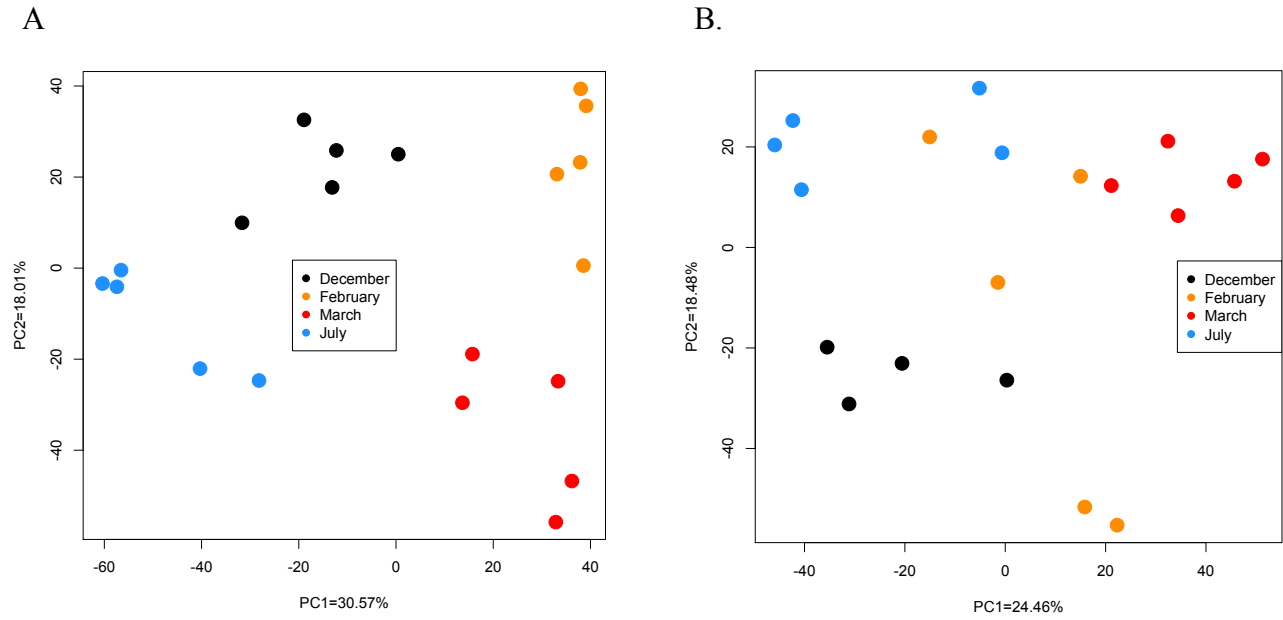 A
40
20
0
-20
-40
PC2=18.01%
December
February
March
July
-60
-40
-20
0
20
40
PC1=30.57%
B.
20
0
-20
-40
PC2=18.48%
December
February
March
July
-40
-20
0
20
40
PC1=24.46%